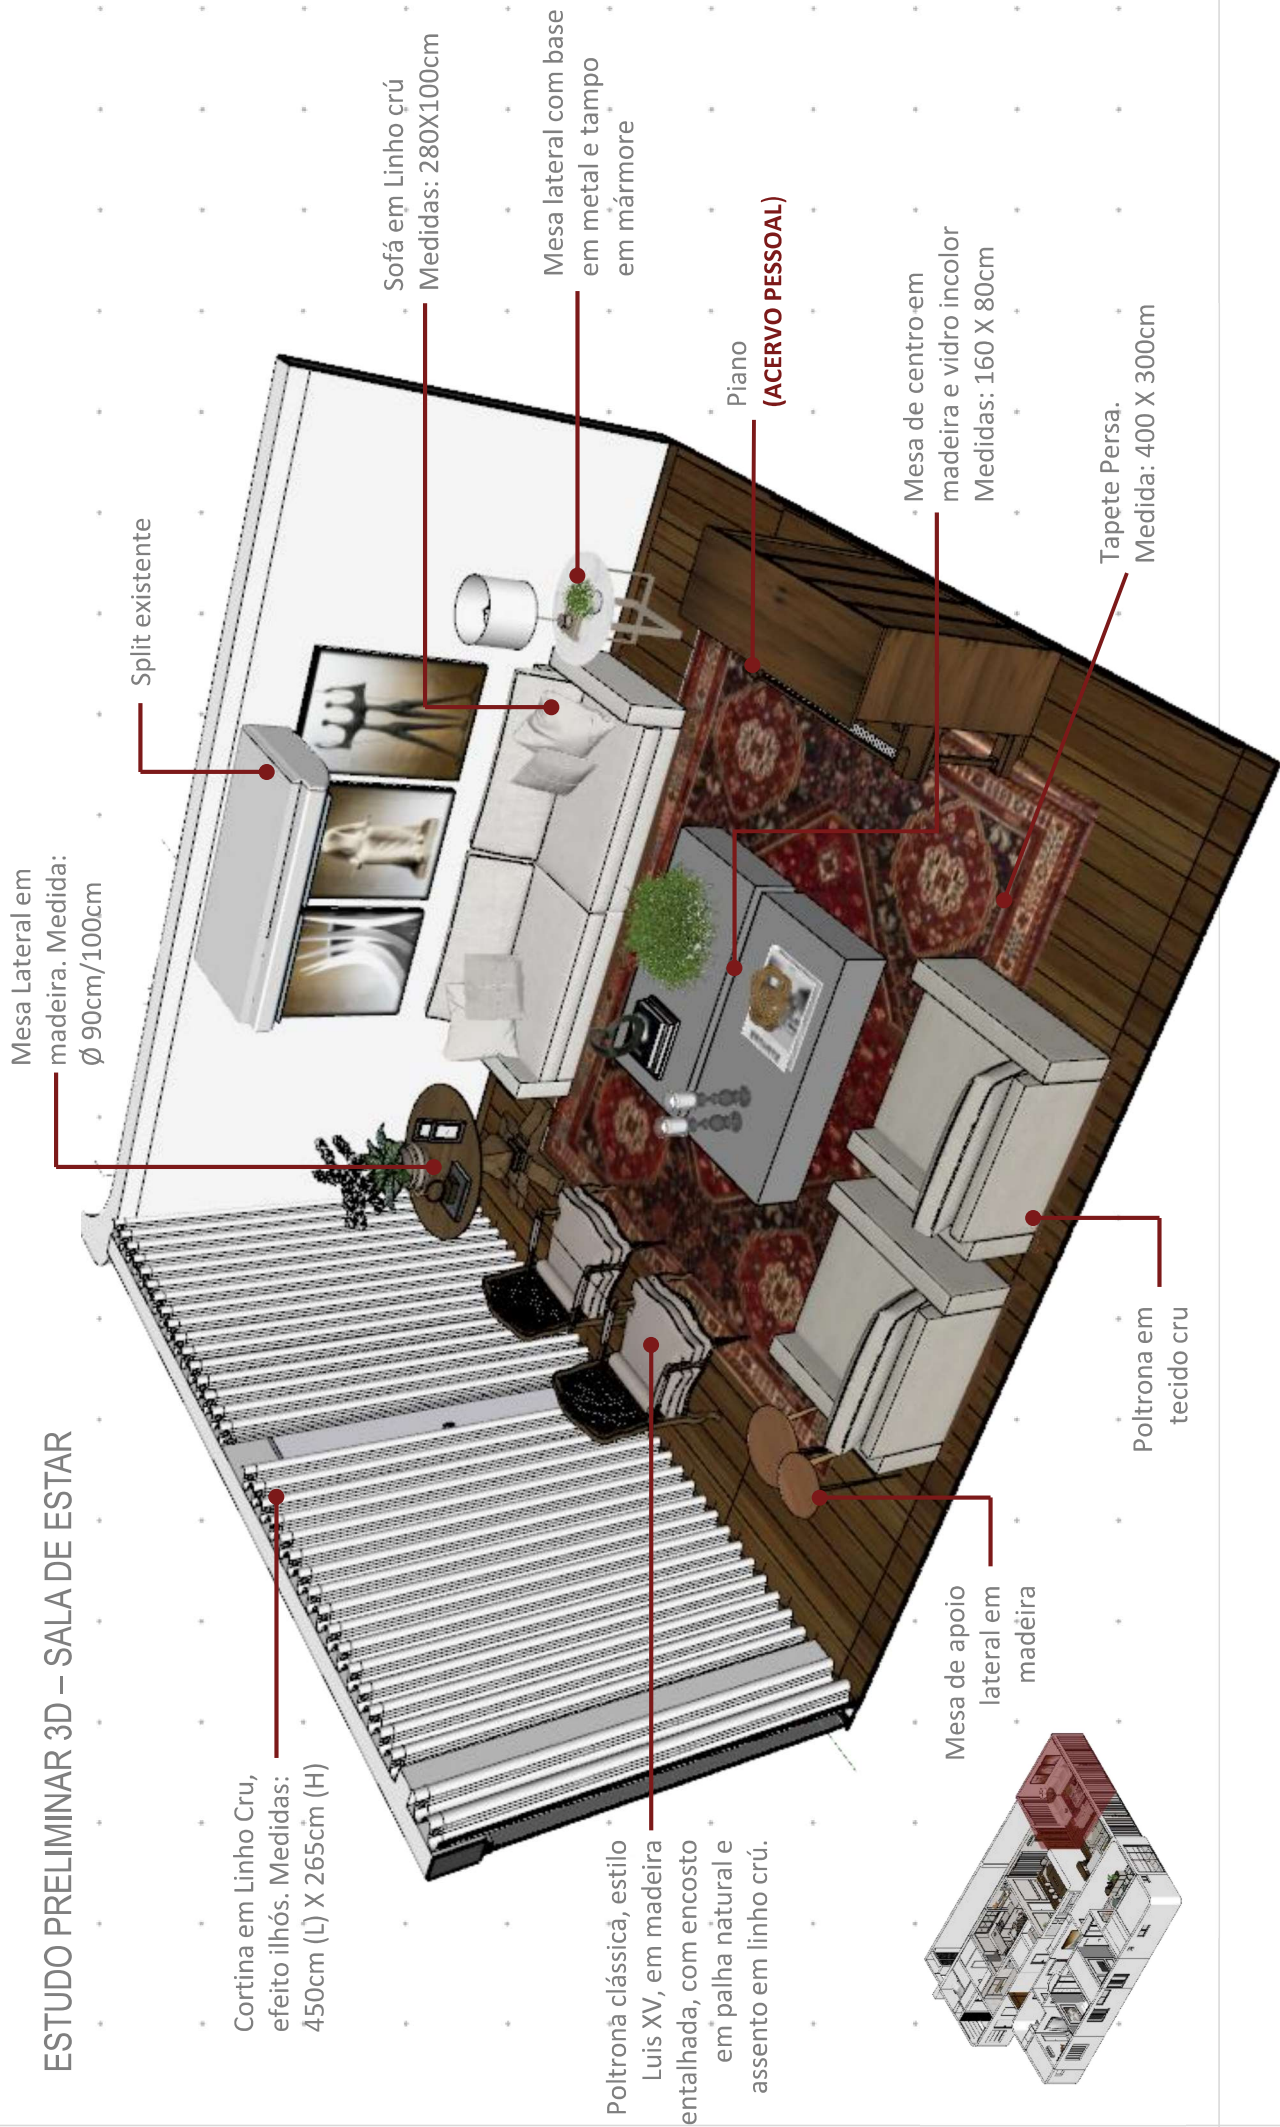 ESTUDO PRELIMINAR 3D – SALA DE ESTAR
Mesa Lateral em
madeira. Medida:
Ø 90cm/100cm
Split existente
Cortina em Linho Cru,
efeito ilhós. Medidas:
450cm (L) X 265cm (H)
Sofá em Linho crú
Medidas: 280X100cm
Mesa lateral com base
em metal e tampo
em mármore
Poltrona clássica, estilo
Luis XV, em madeira
entalhada, com encosto
em palha natural e
assento em linho crú.
Piano
(ACERVO PESSOAL)
Mesa de centro em
madeira e vidro incolor
Medidas: 160 X 80cm
Mesa de apoio
lateral em
madeira
Tapete Persa.
Medida: 400 X 300cm
Poltrona em
tecido cru